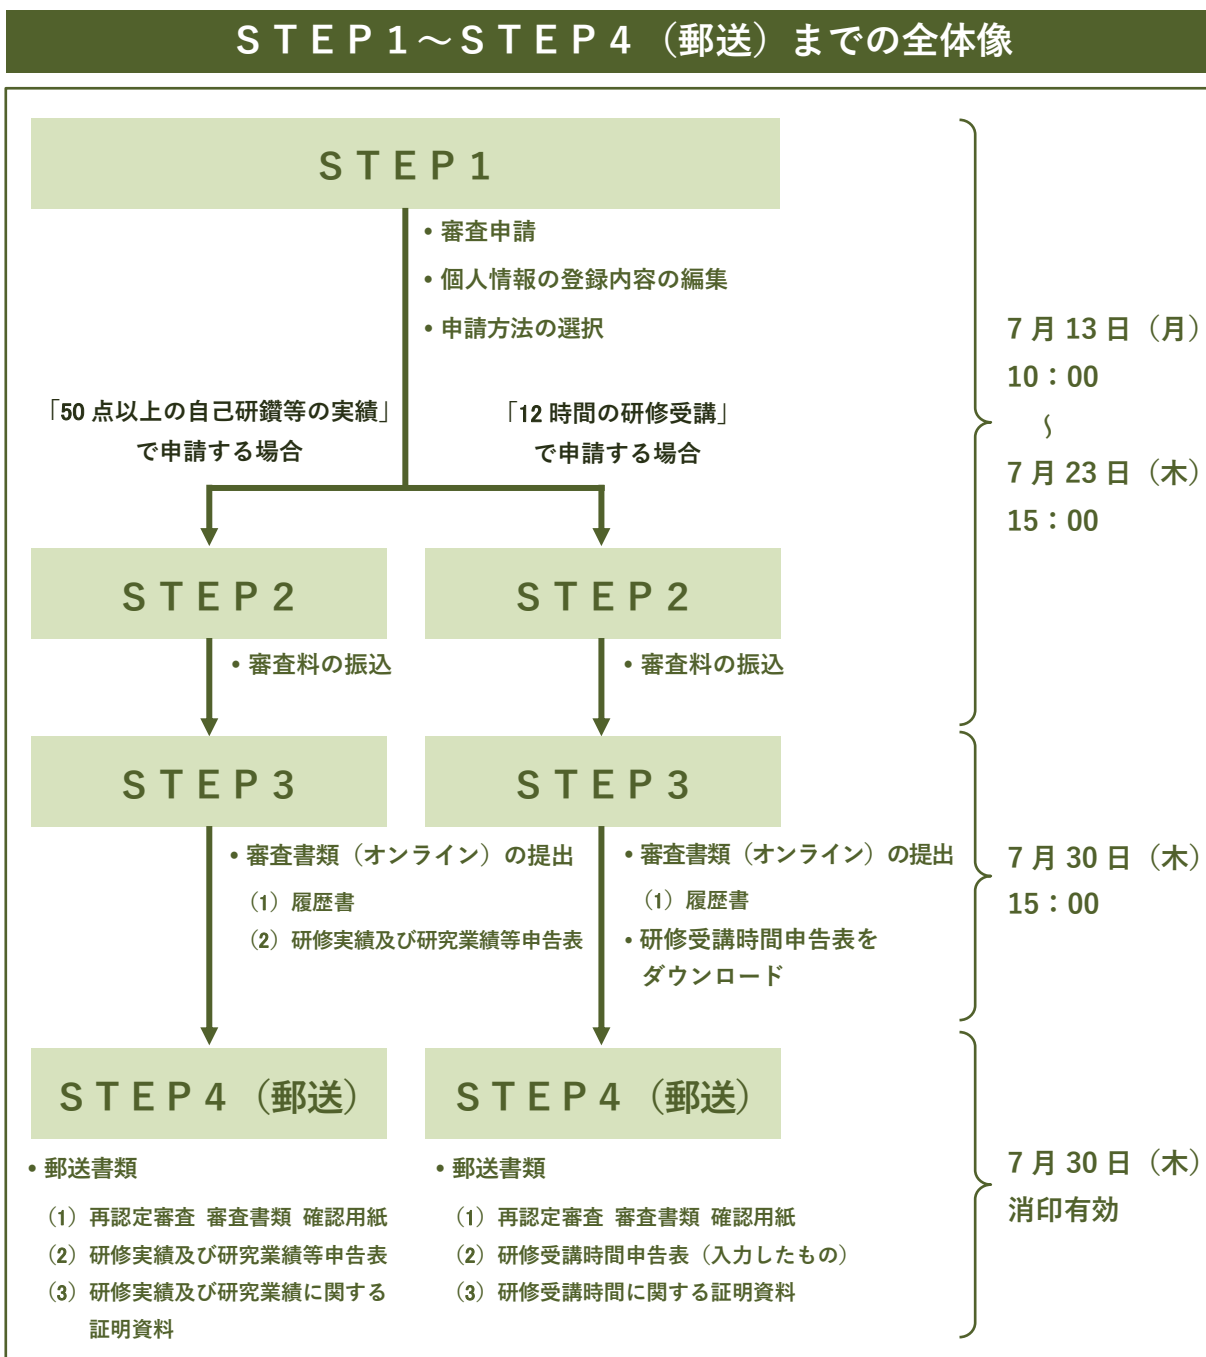 ＳＴＥＰ１～ＳＴＥＰ４（郵送）までの全体像
ＳＴＥＰ１
• 審査申請
• 個人情報の登録内容の編集
• 申請方法の選択
7 月 13 日（月）
10：00
～
7 月 23 日（木）
15：00
「50 点以上の自己研鑽等の実績」
で申請する場合
「12 時間の研修受講」
で申請する場合
ＳＴＥＰ２
• 審査料の振込
ＳＴＥＰ２
• 審査料の振込
ＳＴＥＰ３
• 審査書類（オンライン）の提出
（1）履歴書
（2）研修実績及び研究業績等申告表
ＳＴＥＰ３
• 審査書類（オンライン）の提出
（1）履歴書
• 研修受講時間申告表を
ダウンロード
7 月 30 日（木）
15：00
ＳＴＥＰ４（郵送）
• 郵送書類
（1）再認定審査 審査書類 確認用紙
（2）研修実績及び研究業績等申告表
（3）研修実績及び研究業績に関する
証明資料
ＳＴＥＰ４（郵送）
• 郵送書類
（1）再認定審査 審査書類 確認用紙
（2）研修受講時間申告表（入力したもの）
（3）研修受講時間に関する証明資料
7 月 30 日（木）
消印有効